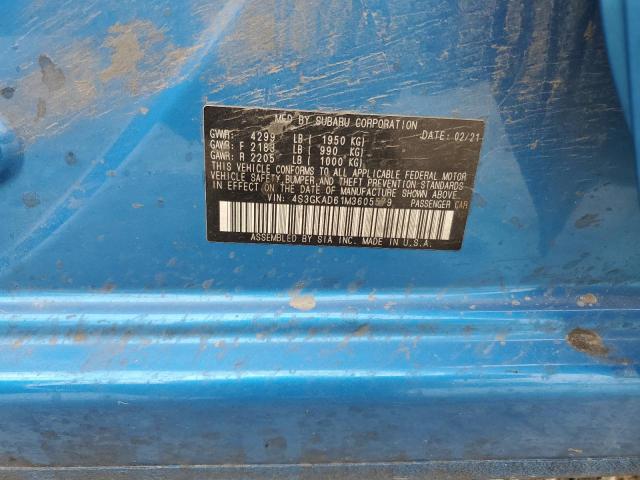 MFD BY SUBARU CORPORATION
GVWR: 4299 LB ( 1950 KG) DATE: 02/21
GAWR: F 2183 LB ( 990 KG)
GAWR: R 2205 LB ( 1000 KG)
THIS VEHICLE CONFORMS TO ALL APPLICABLE FEDERAL MOTOR
VEHICLE SAFETY, BUMPER, AND THEFT PREVENTION STANDARDS
IN EFFECT ON THE DATE OF MANUFACTURE SHOWN ABOVE.
VIN: PASSENGER CAR
ASSEMBLED BY SIA INC. MADE IN U.S.A.